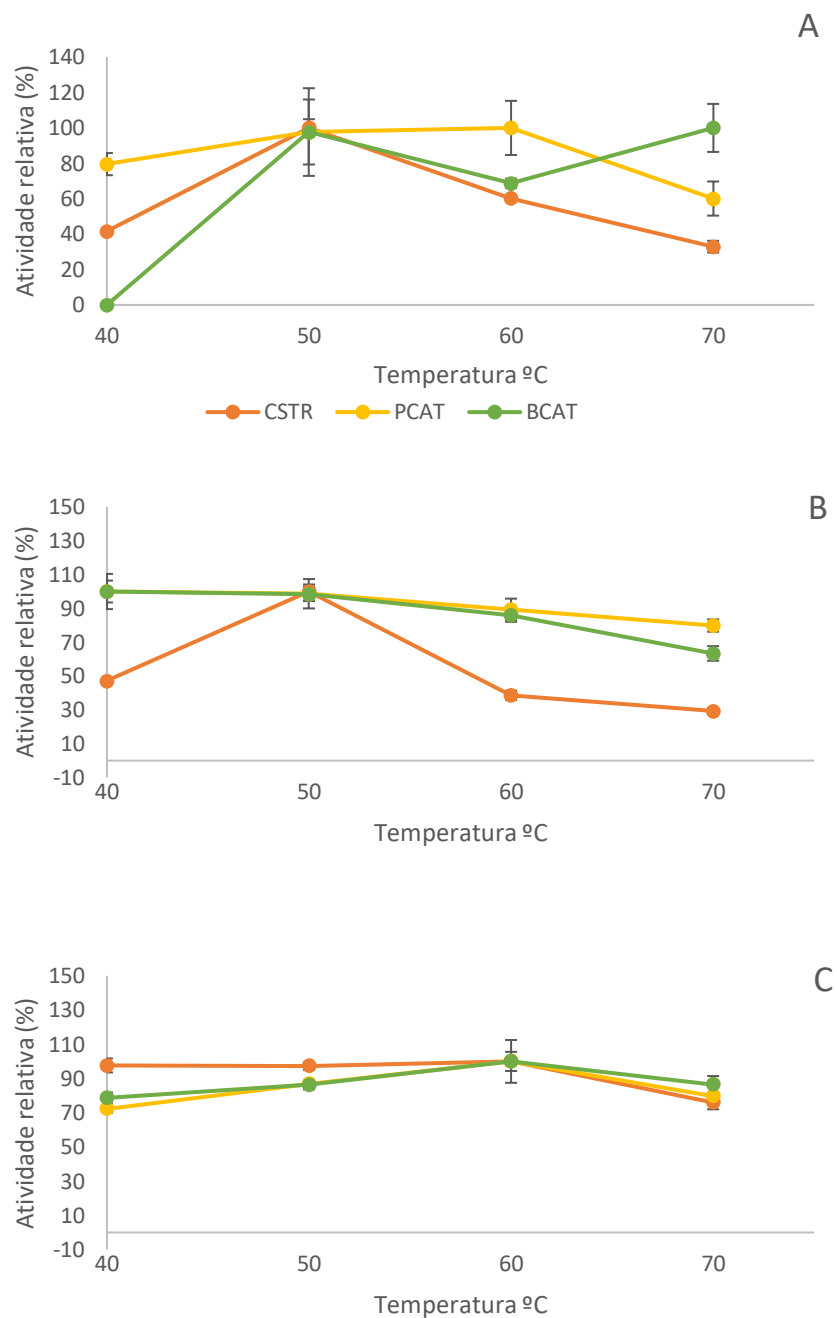 A
Atividade relativa (%)
140
120
100
80
60
40
20
0
40 50 60 70
Temperatura ºC
CSTR PCAT BCAT
B
Atividade relativa (%)
150
130
110
90
70
50
30
10
-10
40 50 60 70
Temperatura ºC
C
Atividade relativa (%)
150
130
110
90
70
50
30
10
-10
40 50 60 70
Temperatura ºC